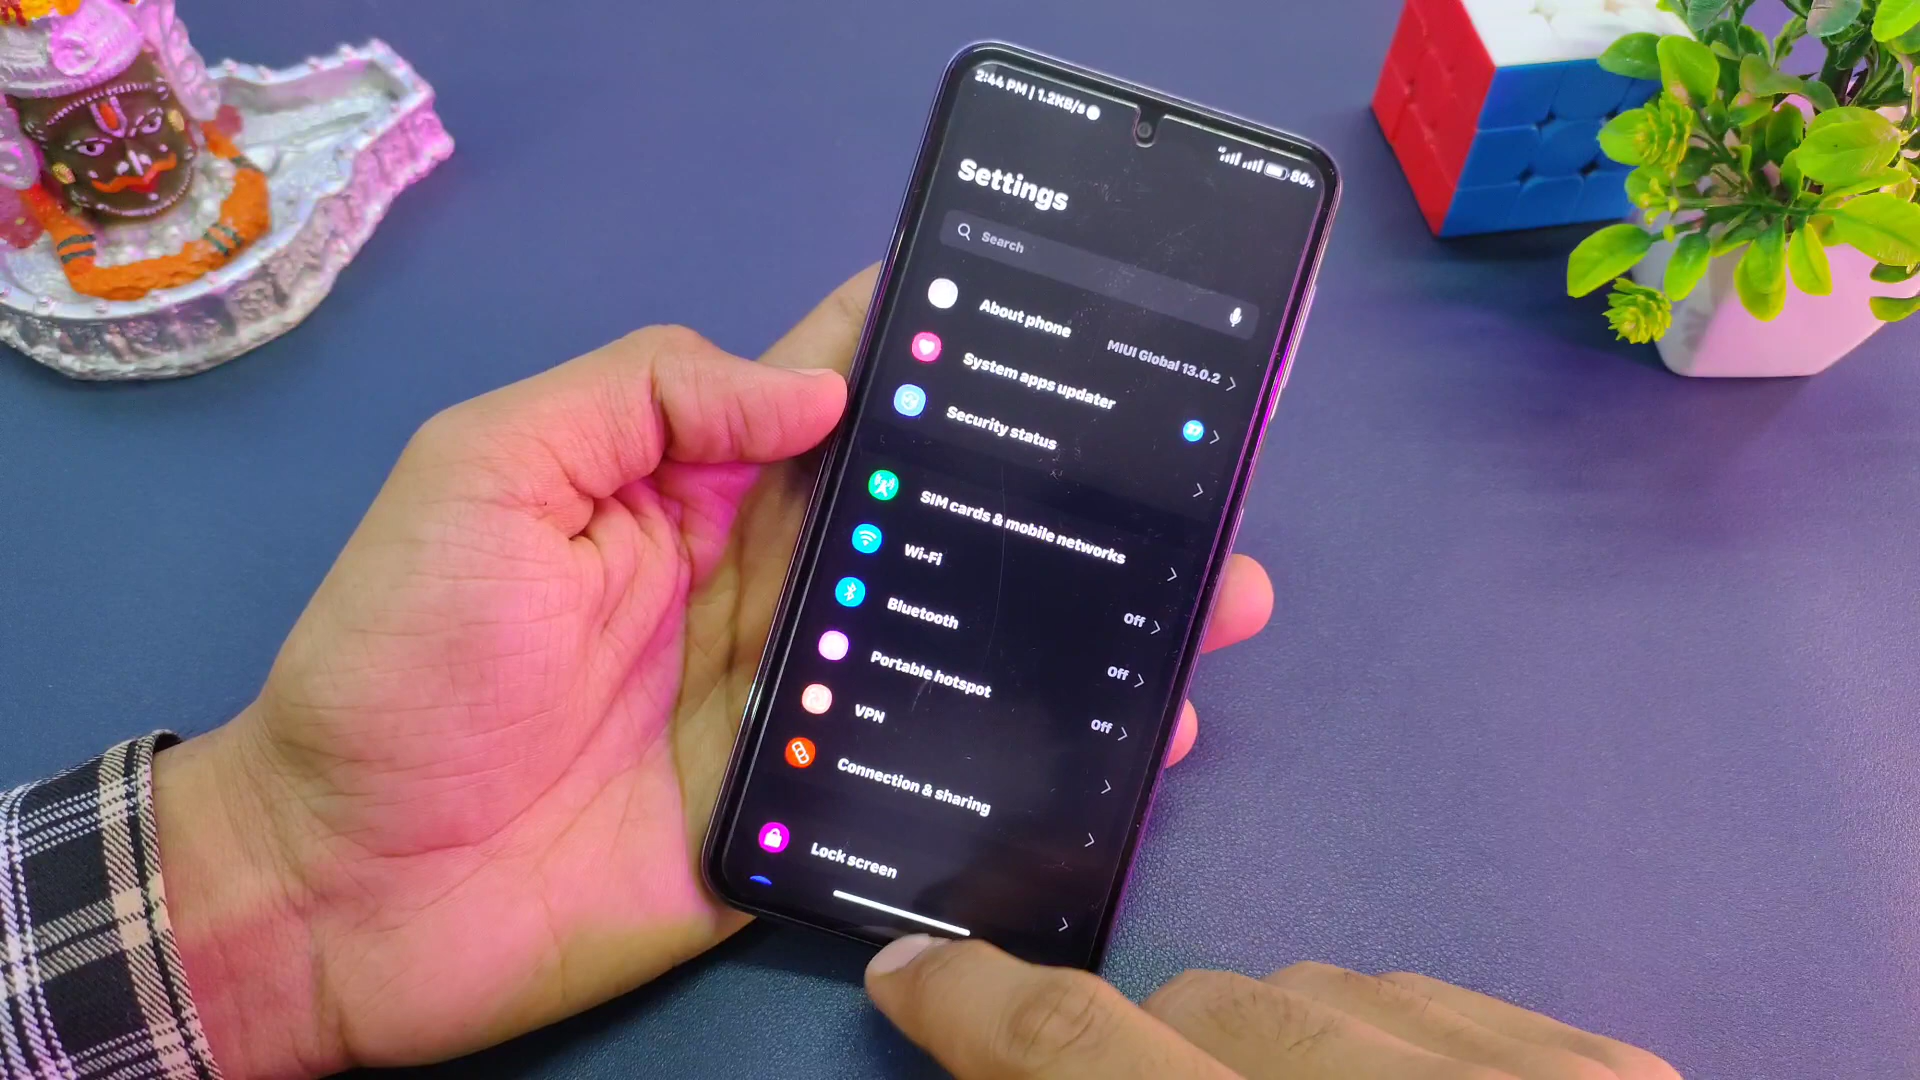 2:44 PM | 1.2KB/s
80%
Settings
Search
About phone
MIUI Global 13.0.2
System apps updater
Security status
SIM cards & mobile networks
Wi-Fi
Off
Bluetooth
Off
Portable hotspot
Off
VPN
Connection & sharing
Lock screen